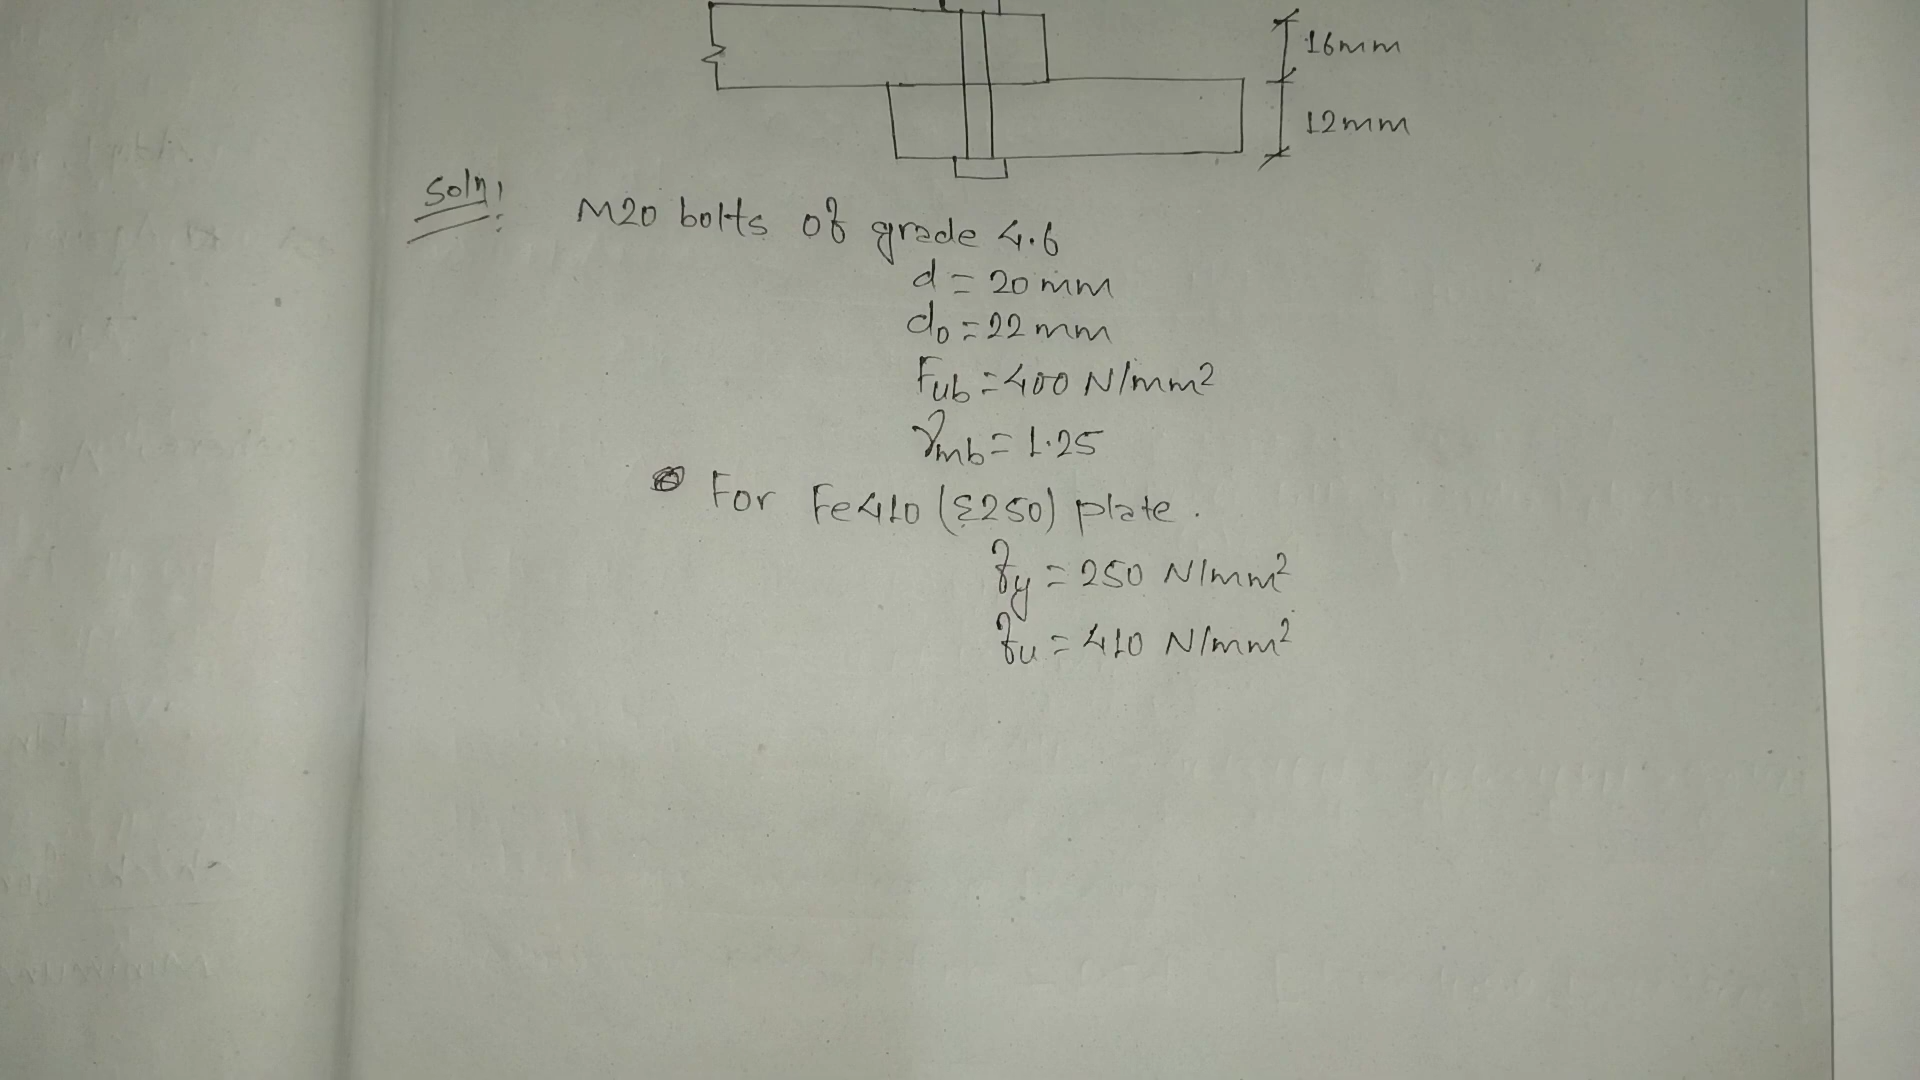 16mm
12mm
Soln:
M20 bolts of grade 4.6
d = 20 mm
do = 22 mm
Fub = 400 N/mm²
γmb = 1.25
For Fe410 (E250) plate.
fy = 250 N/mm²
fu = 410 N/mm²